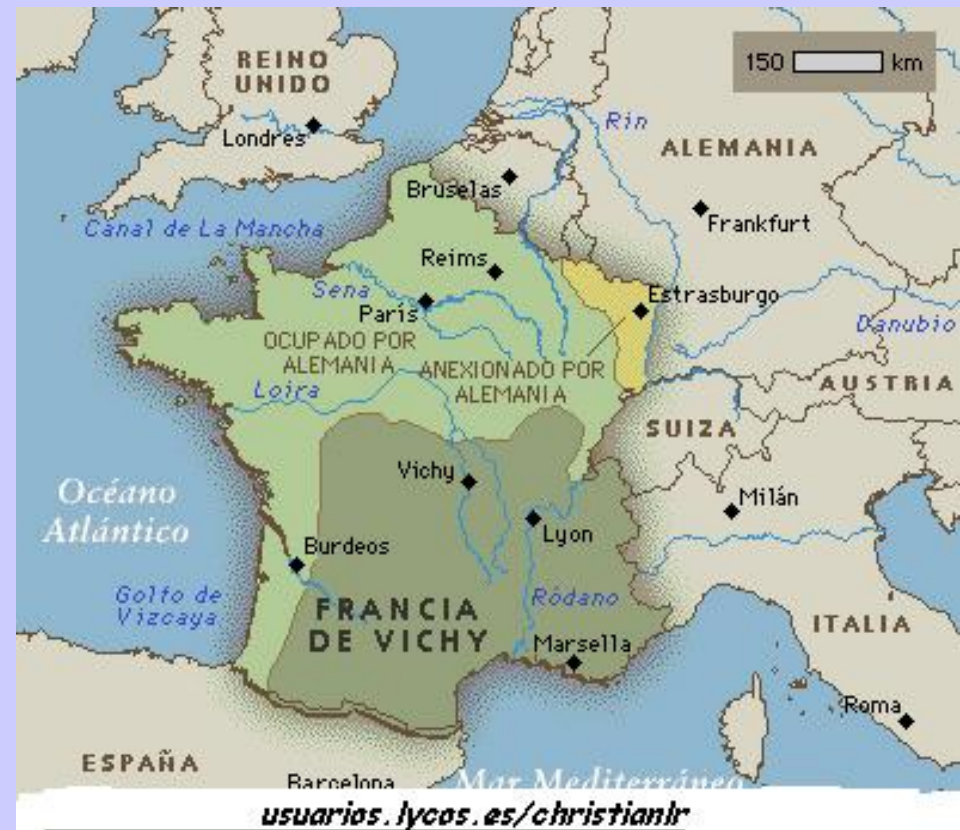 REINO
UNIDO
150 km
Londres
Rin
ALEMANIA
Bruselas
Frankfurt
Canal de La Mancha
Reims
Sena
Estrasburgo
París
Danubio
OCUPADO POR
ALEMANIA
ANEXIONADO POR
ALEMANIA
Loira
AUSTRIA
SUIZA
Vichy
Milán
Océano
Atlántico
Lyon
Burdeos
Golfo de
Vizcaya
Ródano
FRANCIA
DE VICHY
ITALIA
Marsella
Roma
ESPAÑA
Barcelona
Mar Mediterráneo
usuarios.lycos.es/christianlr